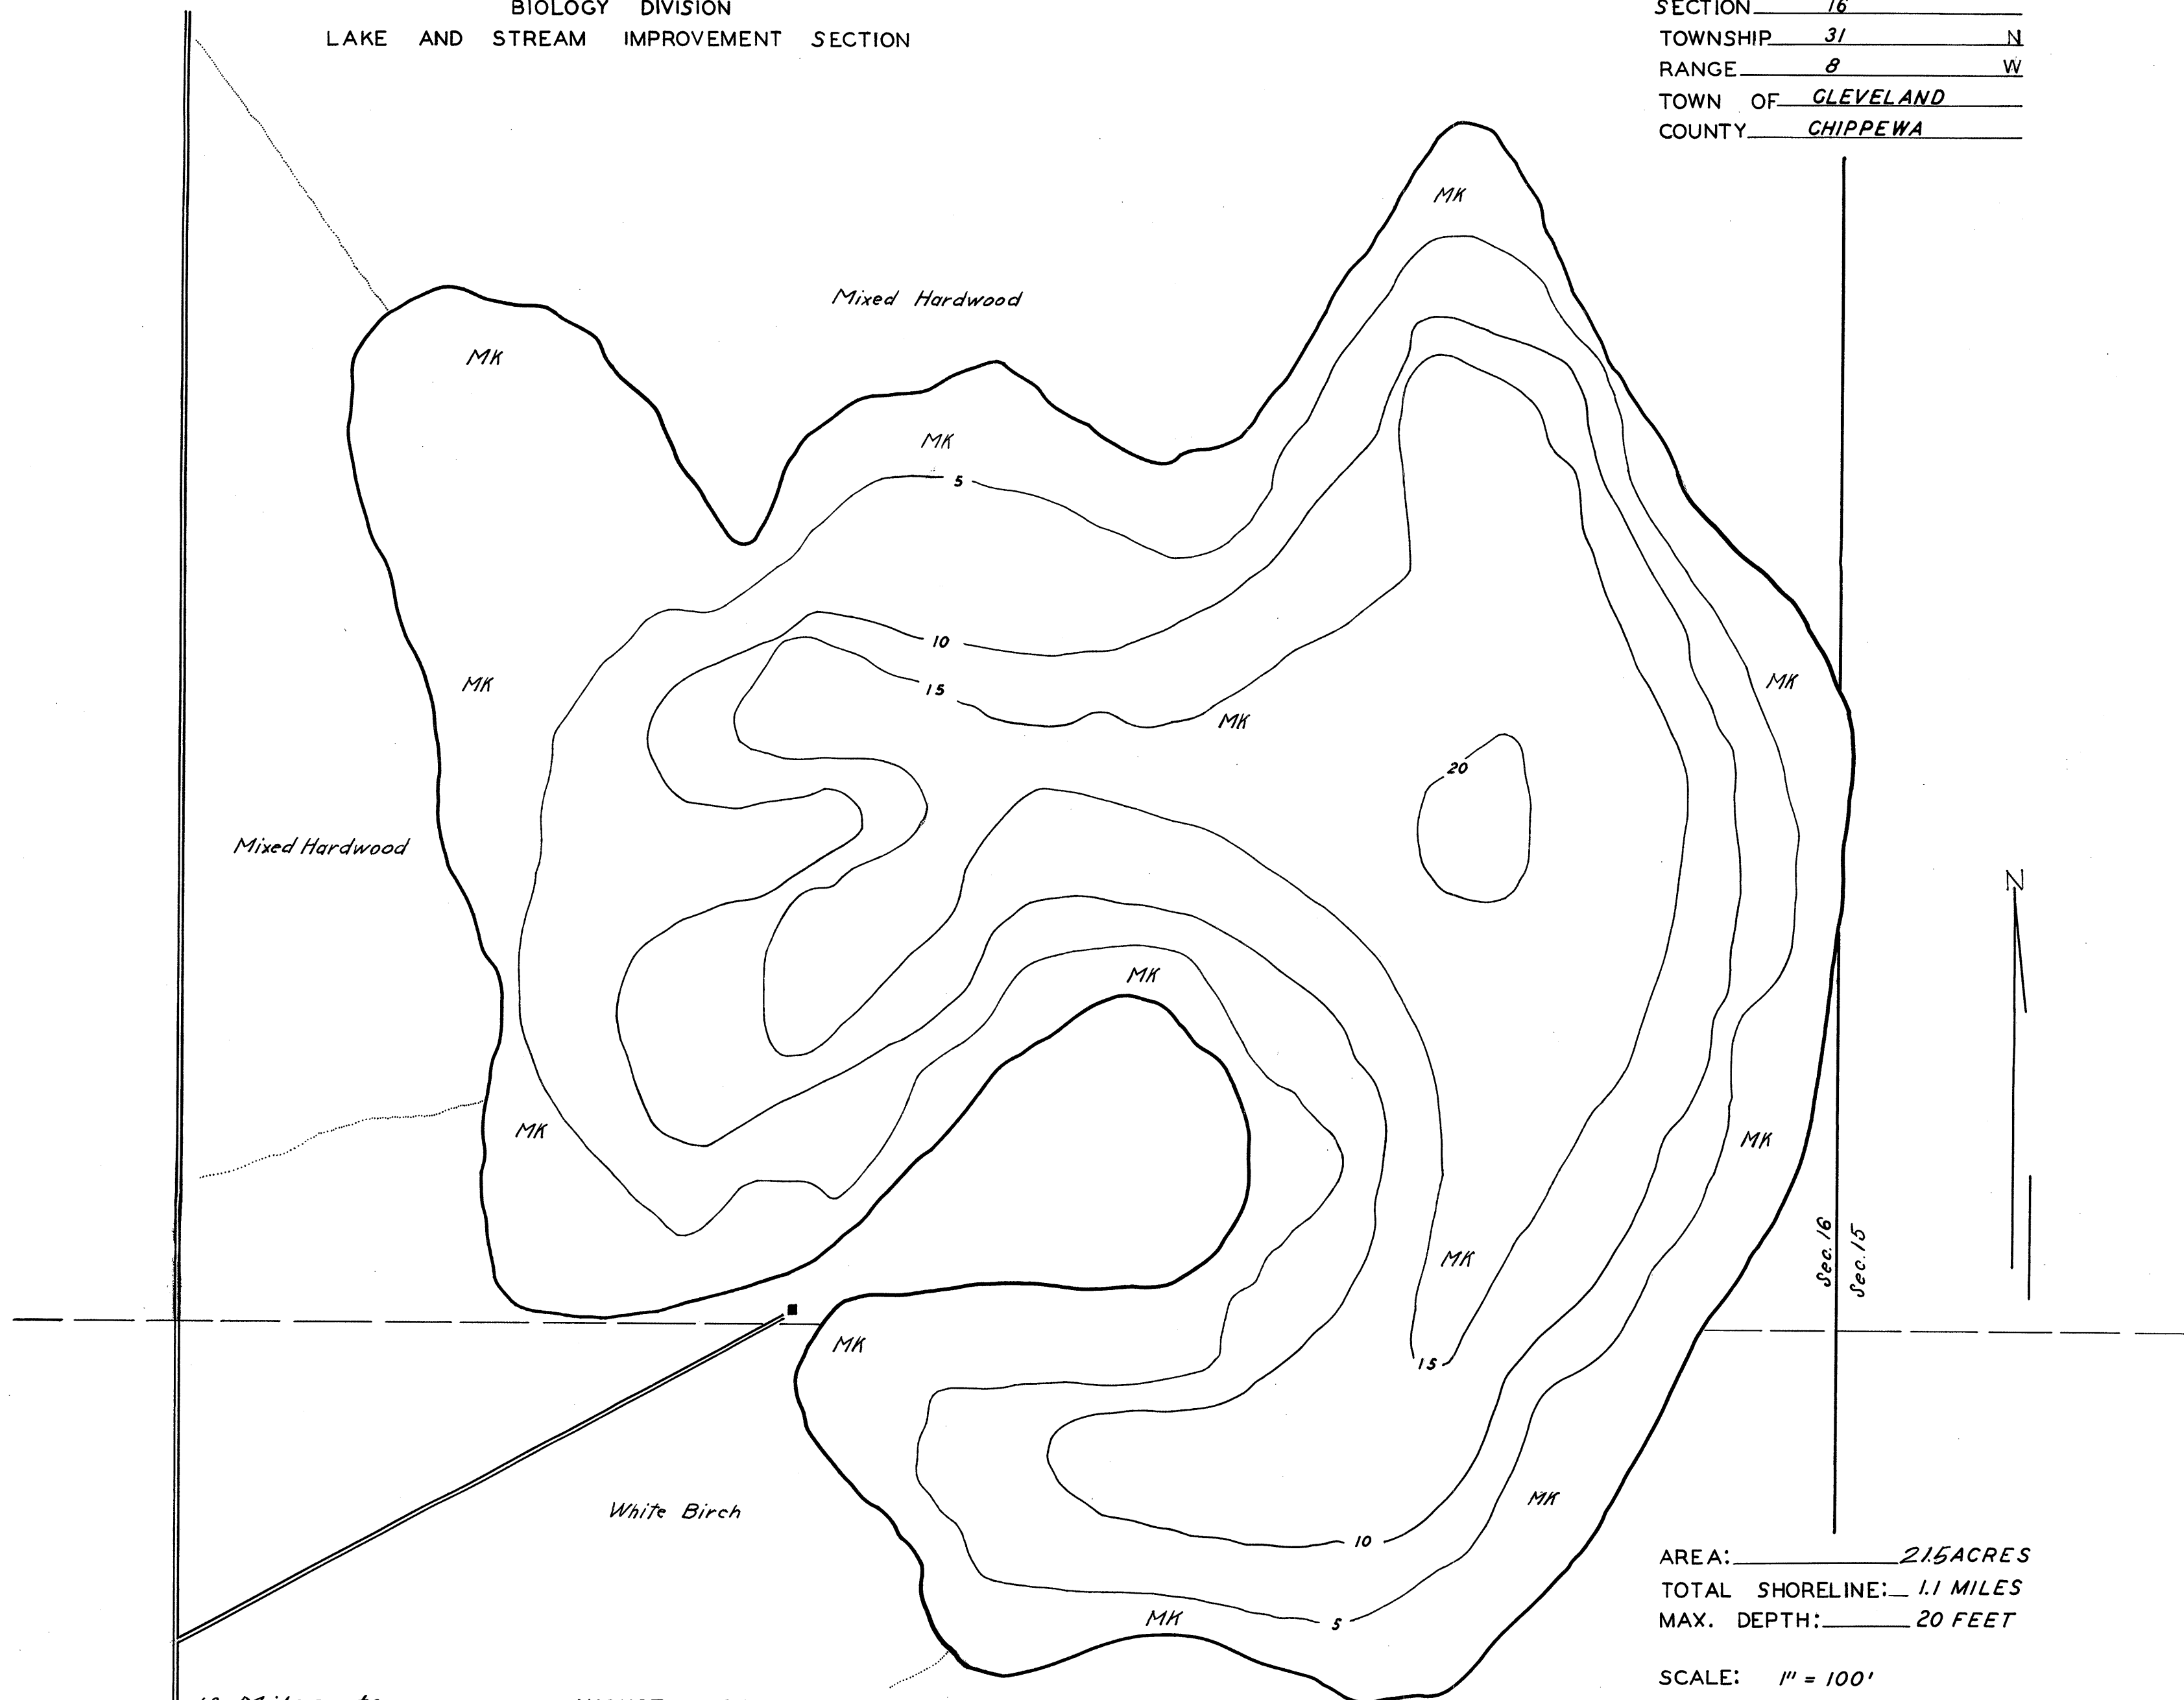 BIOLOGY DIVISION
LAKE AND STREAM IMPROVEMENT SECTION
SECTION 16
TOWNSHIP 31 N
RANGE 8 W
TOWN OF CLEVELAND
COUNTY CHIPPEWA
MK
Mixed Hardwood
MK
MK
5
10
MK
MK
15
MK
20
Mixed Hardwood
N
MK
MK
MK
Sec. 16
Sec. 15
MK
MK
15
MK
White Birch
10
AREA: 21.5 ACRES
TOTAL SHORELINE: 1.1 MILES
MK
5
MAX. DEPTH: 20 FEET
SCALE: 1" = 100'